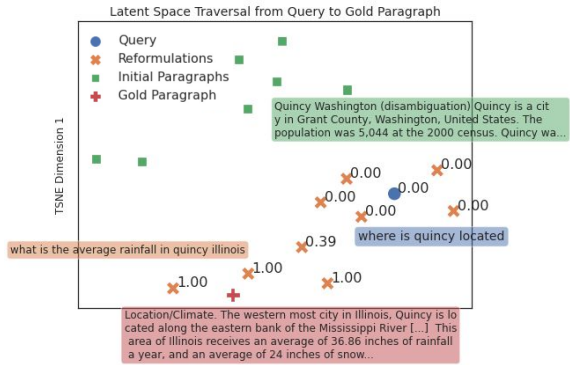 Latent Space Traversal from Query to Gold Paragraph
Query
Reformulations
Initial Paragraphs
Gold Paragraph
TSNE Dimension 1
Quincy Washington (disambiguation) Quincy is a cit
y in Grant County, Washington, United States. The
population was 5,044 at the 2000 census. Quincy wa...
0.00
0.00
0.00
0.00
0.00
0.00
where is quincy located
0.39
what is the average rainfall in quincy illinois
1.00
1.00
1.00
Location/Climate. The western most city in Illinois, Quincy is lo
cated along the eastern bank of the Mississippi River [...]  This
area of Illinois receives an average of 36.86 inches of rainfall
a year, and an average of 24 inches of snow...